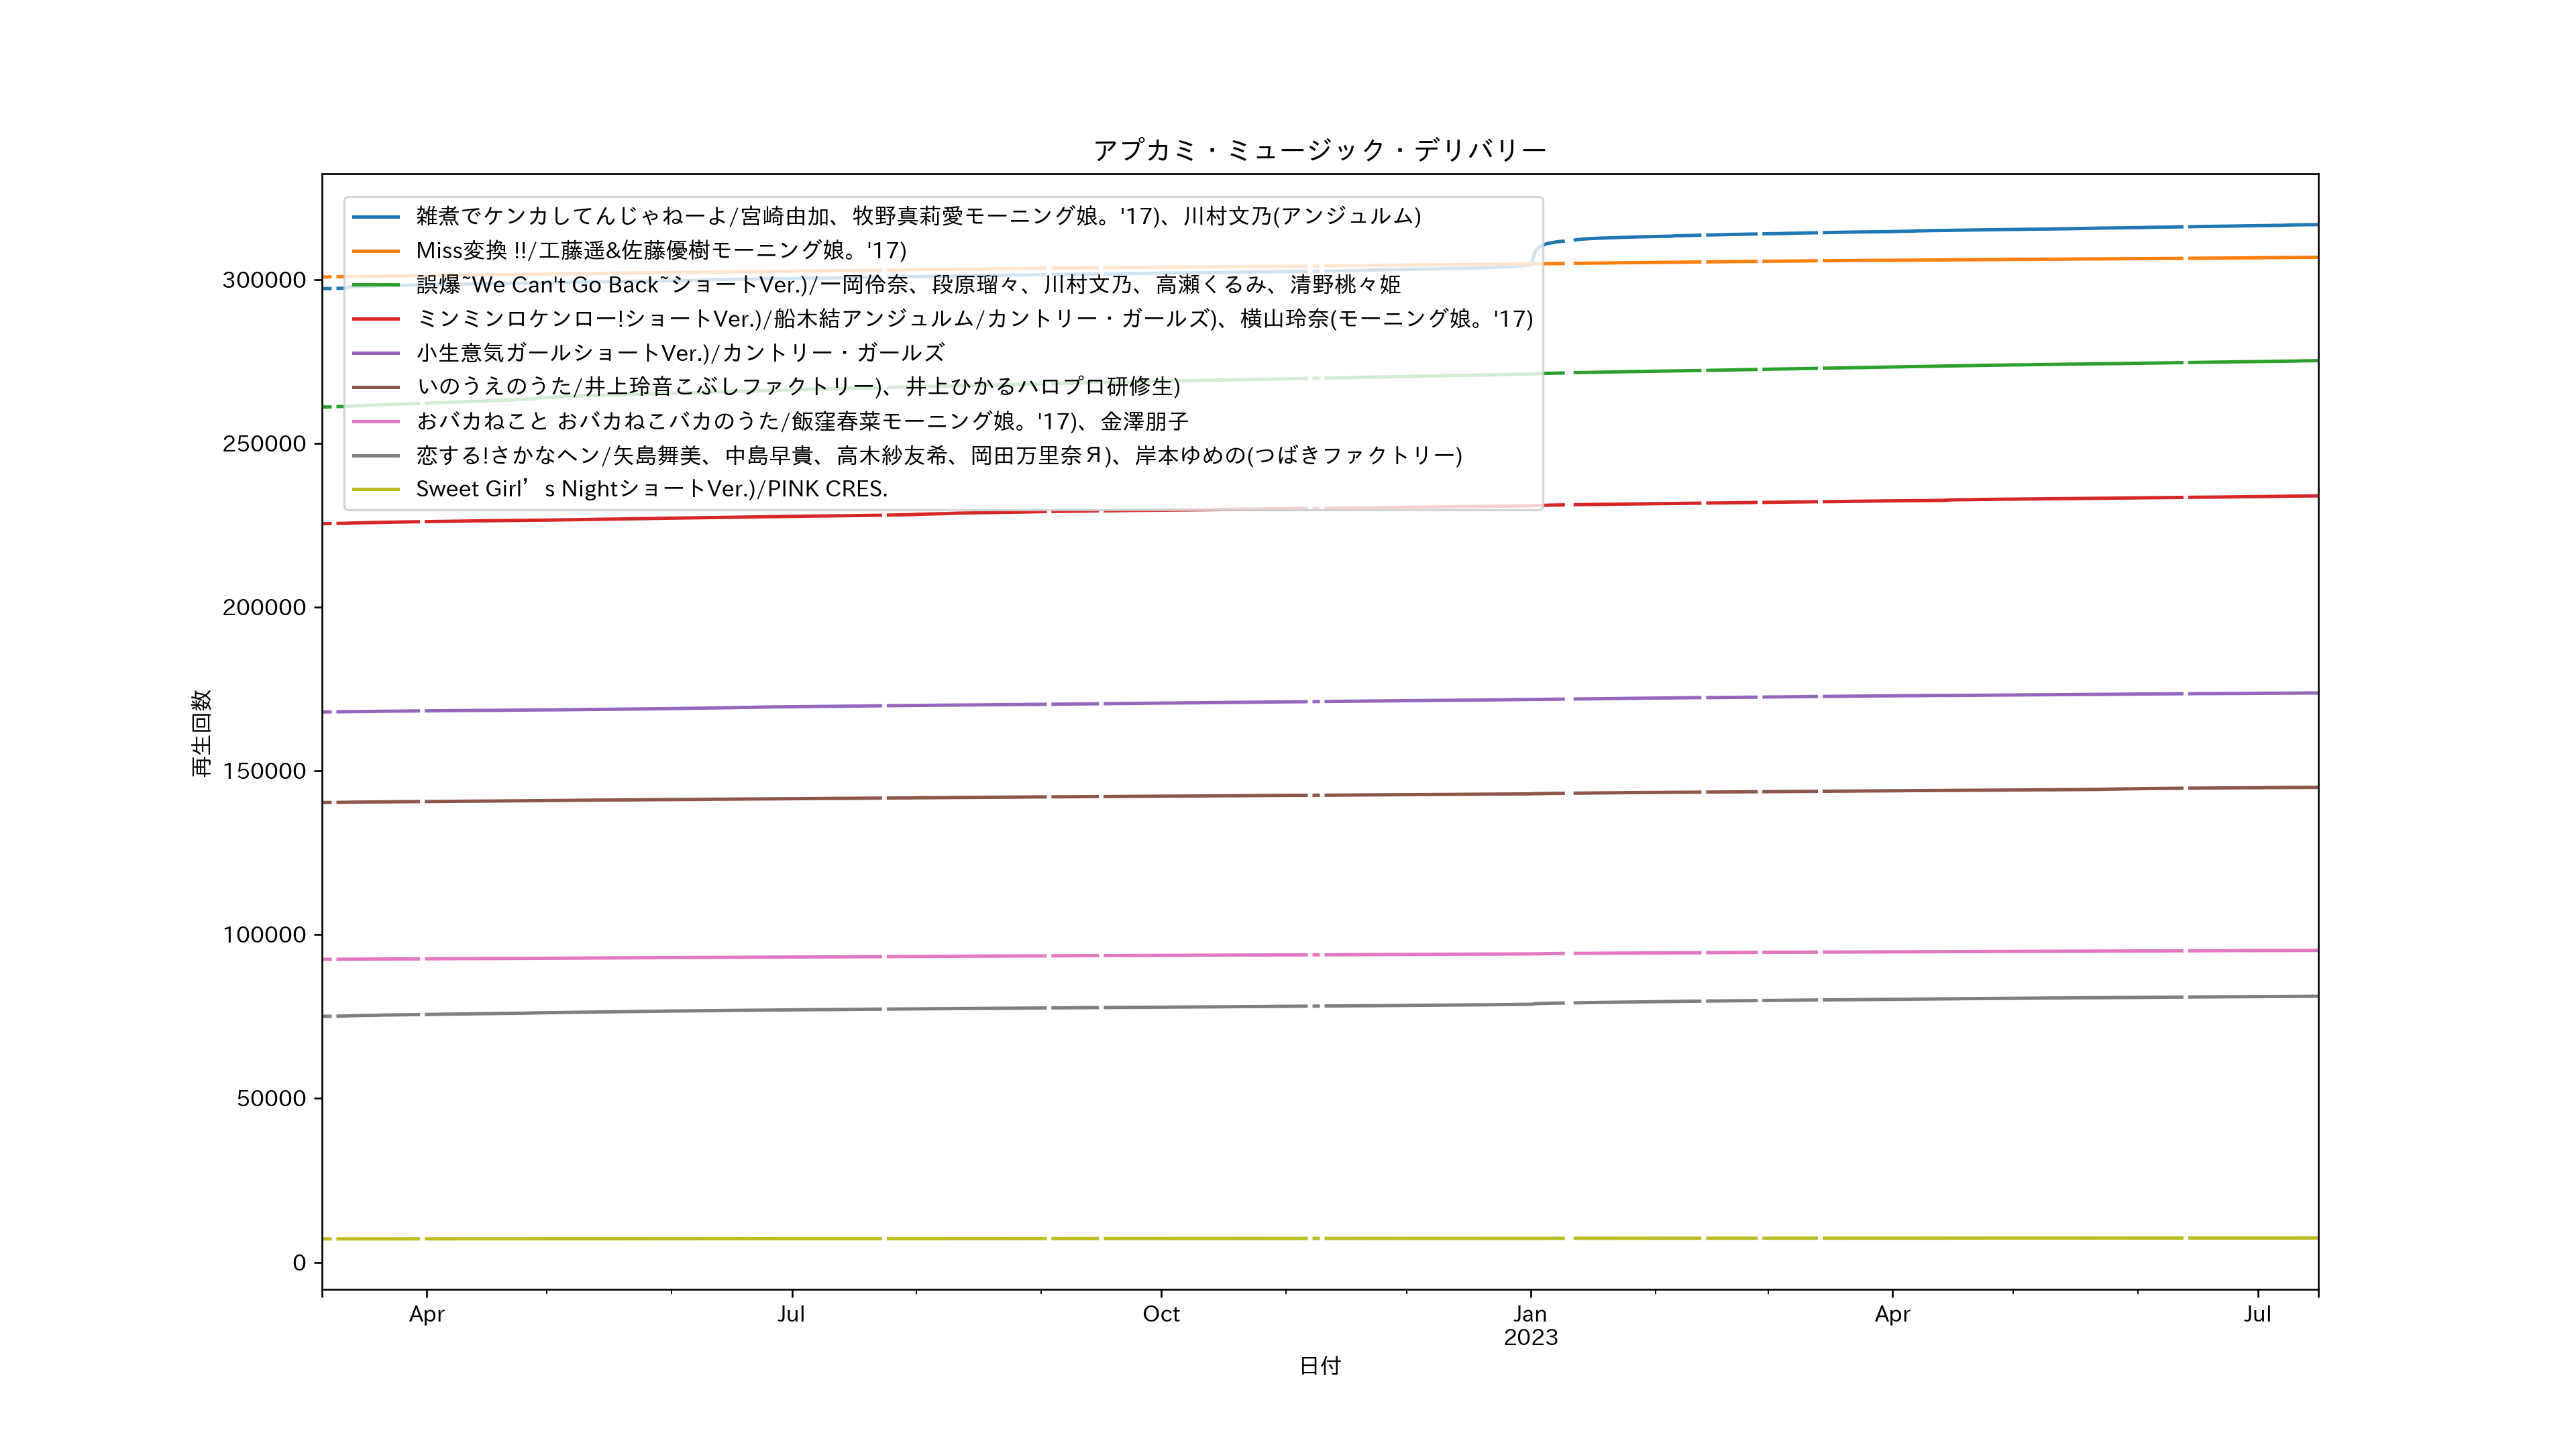 アプカミ・ミュージック・デリバリー
雑煮でケンカしてんじゃねーよ/宮崎由加、牧野真莉愛モーニング娘。'17)、川村文乃(アンジュルム)
Miss変換 !!/工藤遥&佐藤優樹モーニング娘。'17)
誤爆~We Can't Go Back~ショートVer.)/一岡伶奈、段原瑠々、川村文乃、高瀬くるみ、清野桃々姫
ミンミンロケンロー!ショートVer.)/船木結アンジュルム/カントリー・ガールズ)、横山玲奈(モーニング娘。'17)
小生意気ガールショートVer.)/カントリー・ガールズ
いのうえのうた/井上玲音こぶしファクトリー)、井上ひかるハロプロ研修生)
おバカねこと おバカねこバカのうた/飯窪春菜モーニング娘。'17)、金澤朋子
恋する!さかなヘン/矢島舞美、中島早貴、高木紗友希、岡田万里奈Я)、岸本ゆめの(つばきファクトリー)
Sweet Girl’s NightショートVer.)/PINK CRES.
300000
250000
200000
150000
100000
50000
0
再生回数
Apr Jul Oct Jan Apr Jul
2023
日付